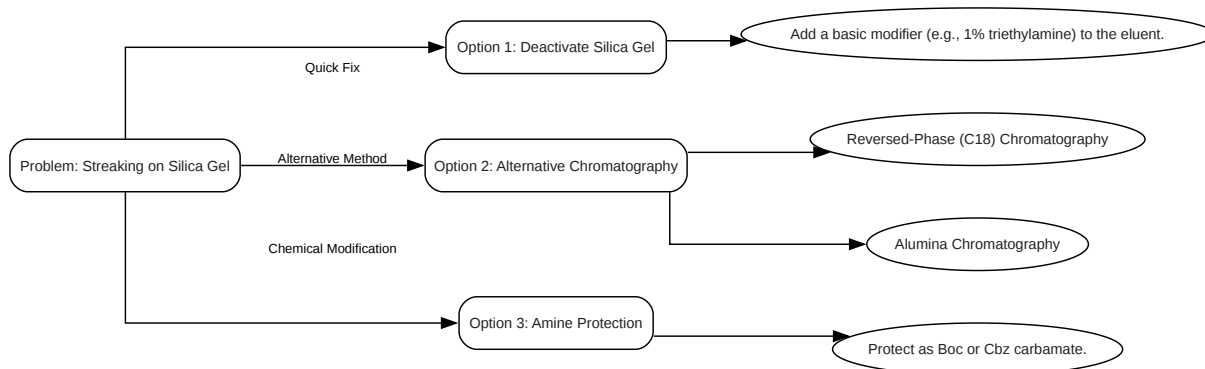 Problem: Streaking on Silica Gel
Quick Fix
Option 1: Deactivate Silica Gel
Add a basic modifier (e.g., 1% triethylamine) to the eluent.
Alternative Method
Option 2: Alternative Chromatography
Reversed-Phase (C18) Chromatography
Alumina Chromatography
Chemical Modification
Option 3: Amine Protection
Protect as Boc or Cbz carbamate.